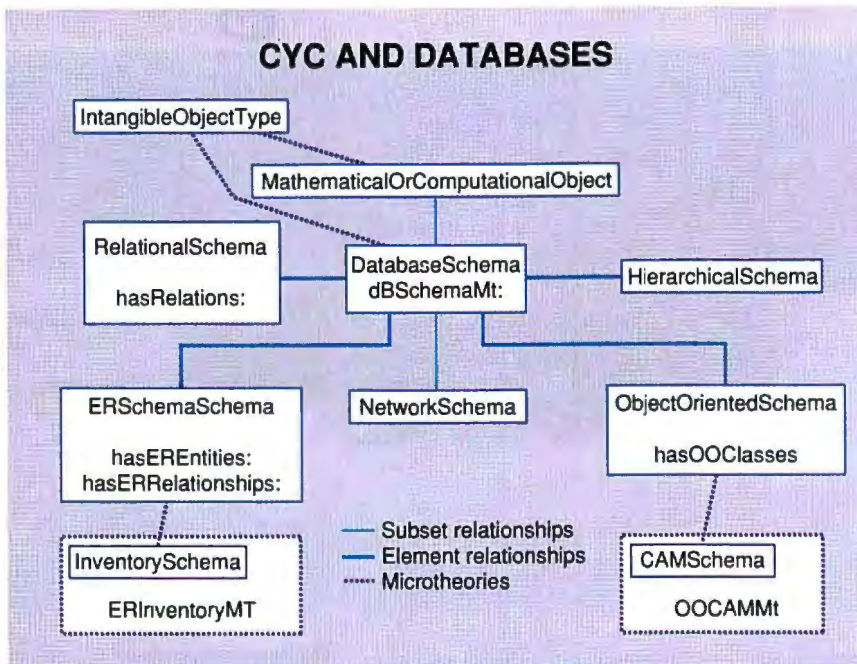 CYC AND DATABASES
IntangibleObjectType
MathematicalOrComputationalObject
RelationalSchema
hasRelations:
DatabaseSchema
dBSchemaMt:
HierarchicalSchema
ERSchemaSchema
hasEREntities:
hasERRelationships:
NetworkSchema
ObjectOrientedSchema
hasOOClasses
Subset relationships
Element relationships
Microtheories
InventorySchema
ERInventoryMT
CAMSchema
OOCAMMt